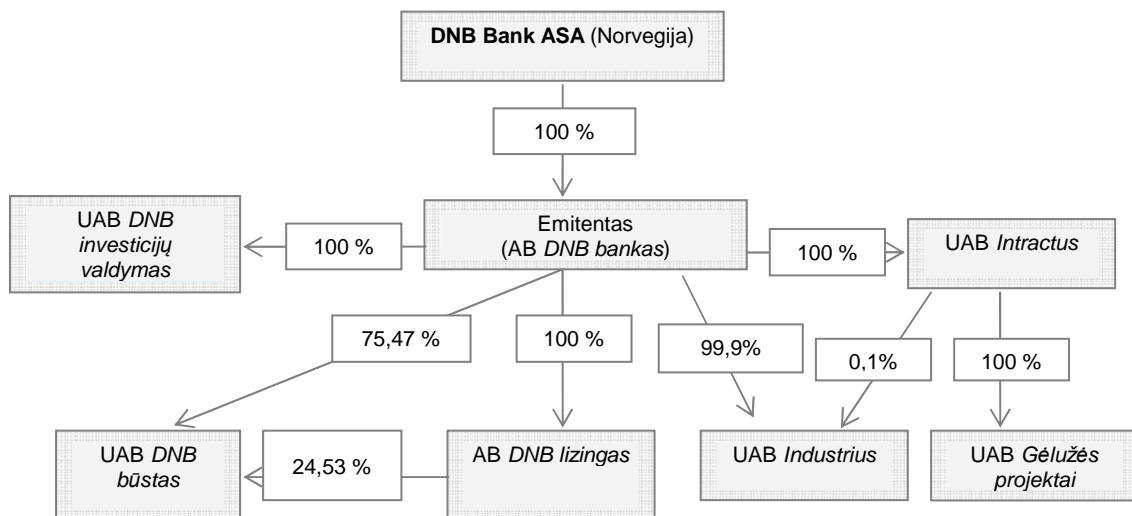 DNB Bank ASA (Norvegija)
100 %
UAB DNB
investicijų
valdymas
100 %
Emitentas
(AB DNB bankas)
100 %
UAB Intractus
75,47 %
100 %
99,9%
0,1%
100 %
UAB DNB
būstas
24,53 %
AB DNB lizingas
UAB Industrius
UAB Gėlužės
projektai